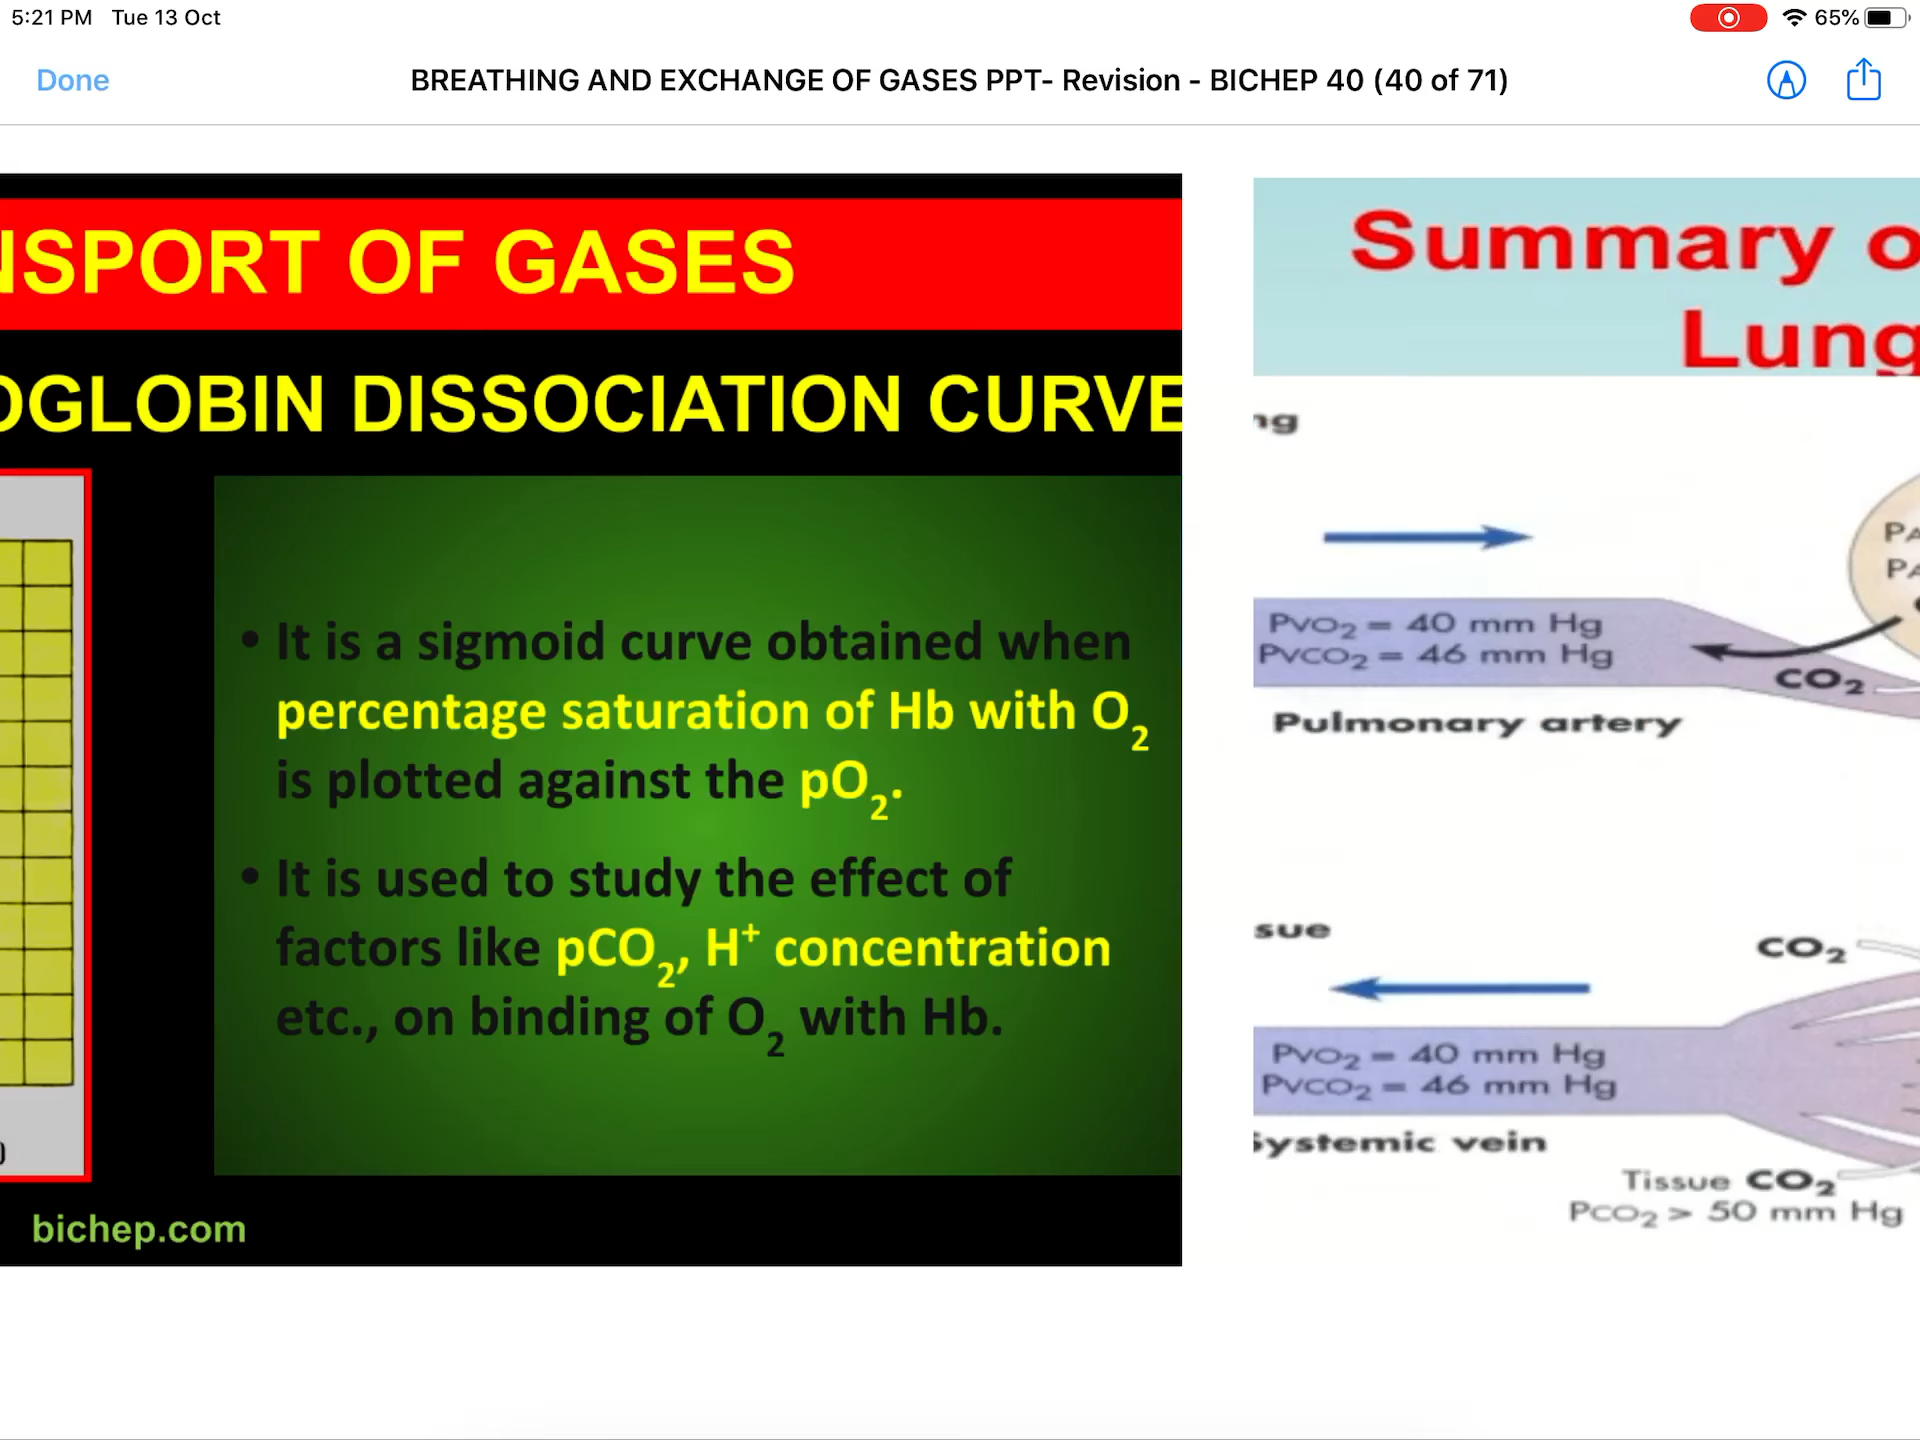 5:21 PM Tue 13 Oct
65%
Done
BREATHING AND EXCHANGE OF GASES PPT- Revision - BICHEP 40 (40 of 71)
NSPORT OF GASES
OGLOBIN DISSOCIATION CURVE
• It is a sigmoid curve obtained when
percentage saturation of Hb with O₂
is plotted against the pO₂.
• It is used to study the effect of
factors like pCO₂, H⁺ concentration
etc., on binding of O₂ with Hb.
bichep.com
Summary o
Lung
ng
PA
PA
PvO₂ = 40 mm Hg
PvCO₂ = 46 mm Hg
CO₂
Pulmonary artery
sue
CO₂
PvO₂ = 40 mm Hg
PvCO₂ = 46 mm Hg
Systemic vein
Tissue CO₂
PCO₂ > 50 mm Hg